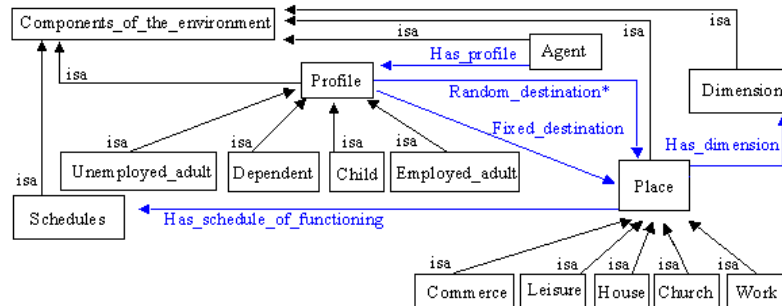 Components_of_the_environment
isa
isa
isa
Agent
Has_profile
isa
Profile
Random_destination*
Dimension
Fixed_destination
isa
isa
isa
isa
Has_dimension
Unemployed_adult
Dependent
Child
Employed_adult
Place
isa
Schedules
Has_schedule_of_functioning
isa
isa
isa
isa
isa
Commerce
Leisure
House
Church
Work